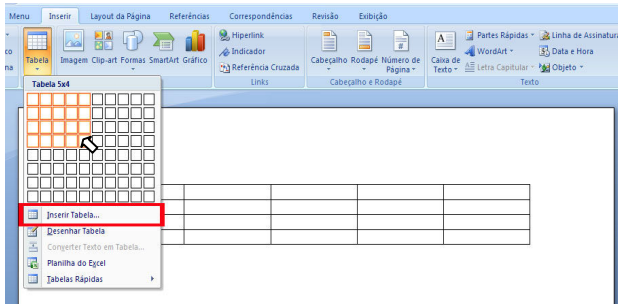 Menu Inserir Layout da Página Referências Correspondências Revisão Exibição
Tabela Imagem Clip-art Formas SmartArt Gráfico
Hiperlink
Indicador
Referência Cruzada
Links
Cabeçalho Rodapé Número de Página
Cabeçalho e Rodapé
A
Caixa de Texto
Partes Rápidas
WordArt
Letra Capitular
Linha de Assinatura
Data e Hora
Objeto
Texto
Tabela 5x4
Inserir Tabela...
Desenhar Tabela
Converter Texto em Tabela...
Planilha do Excel
Tabelas Rápidas